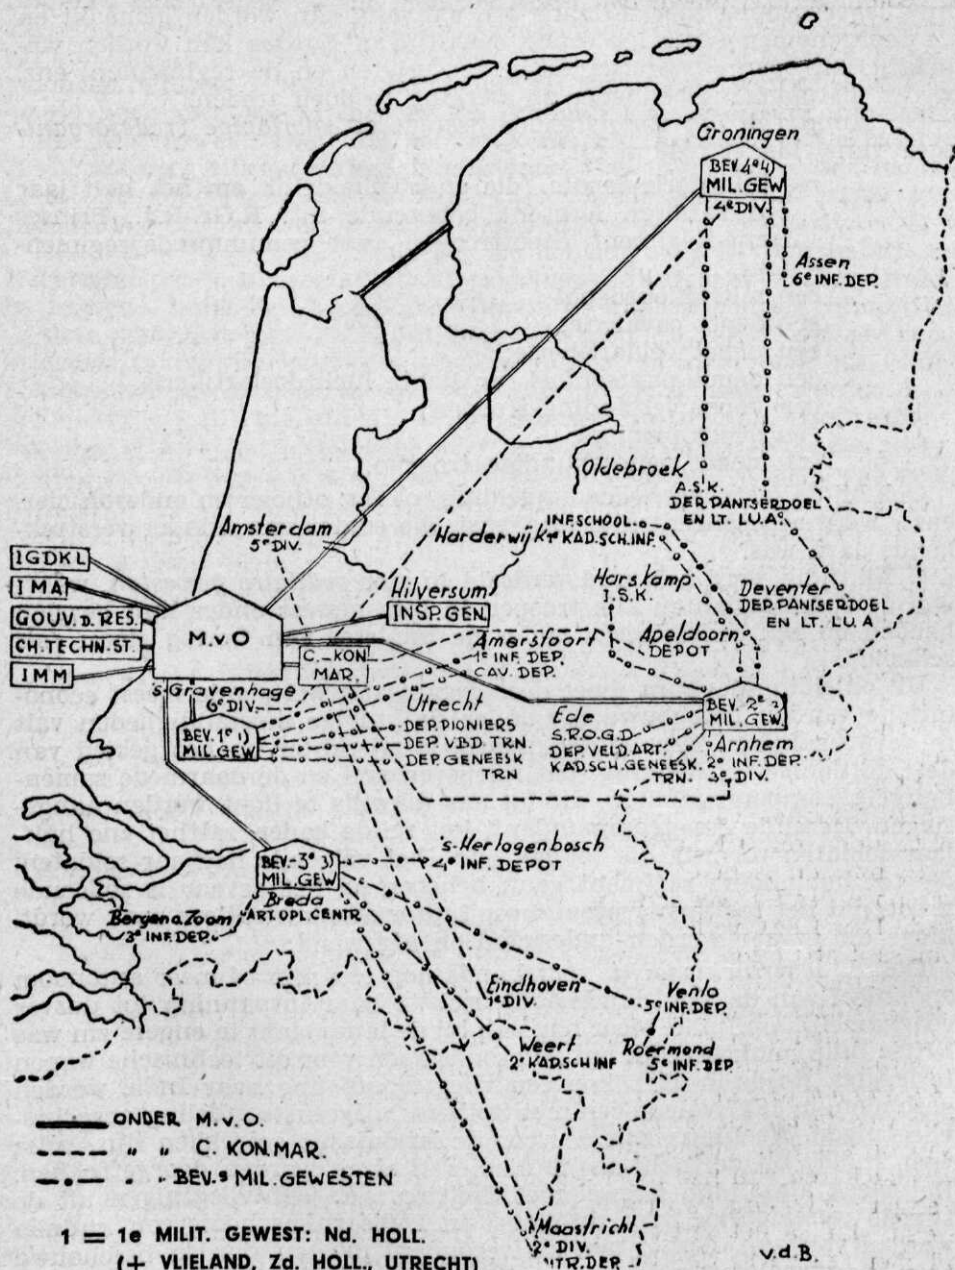 Groningen
BEV. 4e 4)
MIL. GEW
4e DIV.
Assen
6e INF. DEP.
Oldebroek
A.S.K.
DEP. PANTSERDOEL
EN LT. LU.A.
Amsterdam
5e DIV.
INF. SCHOOL
Harderwijk 1e KAD.SCH.INF.
Harskamp
I.S.K.
Deventer
DEP. PANTSERDOEL
EN LT. LU.A
Apeldoorn
DEPOT
Hilversum
INSP. GEN.
IGDKL
IMA
GOUV. D. RES.
CH. TECHN. ST.
IMM
M.v.O
C. KON.
MAR.
Amersfoort
1e INF. DEP.
CAV. DEP.
's-Gravenhage
6e DIV.
BEV. 1e 1)
MIL. GEW
Utrecht
DEP. PIONIERS
DEP. VBD TRN.
DEP. GENEESK
TRN
Ede
S.R.O.G.D.
DEP. VELD. ART.
KAD. SCH. GENEESK.
TRN.
BEV. 2e 2)
MIL. GEW.
Arnhem
2e INF. DEP.
3e DIV.
BEV. 3e 3)
MIL. GEW
Breda
ART. OPL. CENTR.
's-Hertogenbosch
4e INF. DEPOT
Bergen a. Zoom
3e INF. DEP.
Eindhoven
1e DIV.
Venlo
5e INF. DEP.
Weert
2e KAD.SCH INF
Roermond
5e INF. DEP
ONDER M.v.O.
" " C. KON. MAR.
" " BEV.s MIL. GEWESTEN
Maastricht
2e DIV.
TR. DEP.
1 = 1e MILIT. GEWEST: Nd. HOLL.
(+ VLIELAND, Zd. HOLL., UTRECHT)
v.d.B.